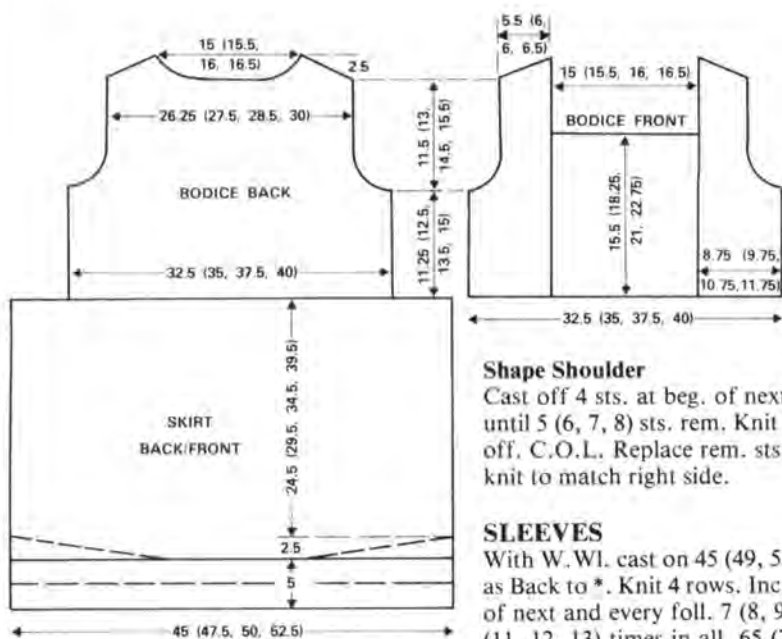 15 (15.5,
16, 16.5)
2.5
26.25 (27.5, 28.5, 30)
11.5 (13,
14.5, 15.5)
BODICE BACK
11.25 (12.5,
13.5, 15)
32.5 (35, 37.5, 40)
24.5 (29.5, 34.5, 39.5)
SKIRT
BACK/FRONT
2.5
5
45 (47.5, 50, 62.5)
5.5 (6,
6, 6.5)
15 (15.5, 16, 16.5)
BODICE FRONT
15.5 (18.25,
21, 22.75)
8.75 (9.75,
10.75, 11.75)
32.5 (35, 37.5, 40)
Shape Shoulder
Cast off 4 sts. at beg. of next
until 5 (6, 7, 8) sts. rem. Knit
off. C.O.L. Replace rem. sts.
knit to match right side.
SLEEVES
With W.Wl. cast on 45 (49,
as Back to *. Knit 4 rows. Inc
of next and every foll. 7 (8,
(11, 12, 13) times in all. 65